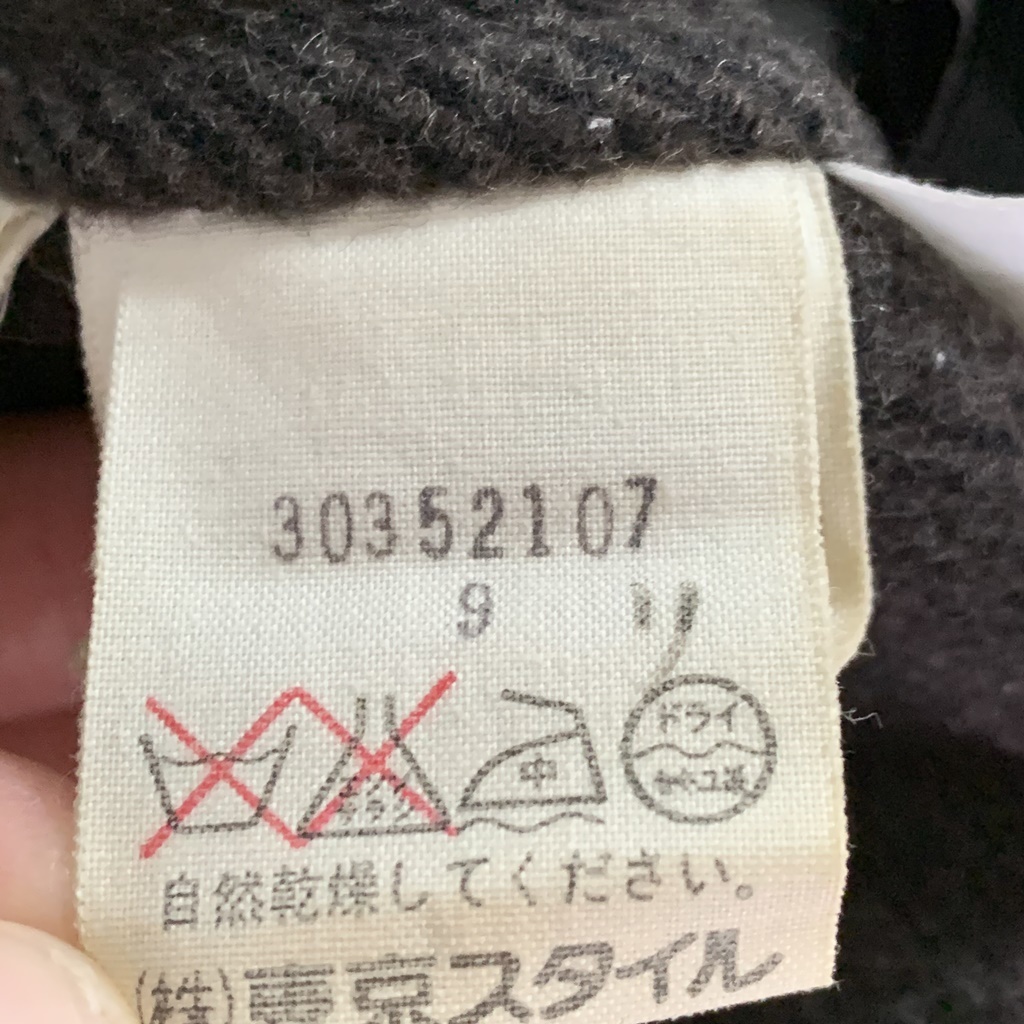 30352107
9
中
ドライ
自然乾燥してください。
(株)東京スタイル